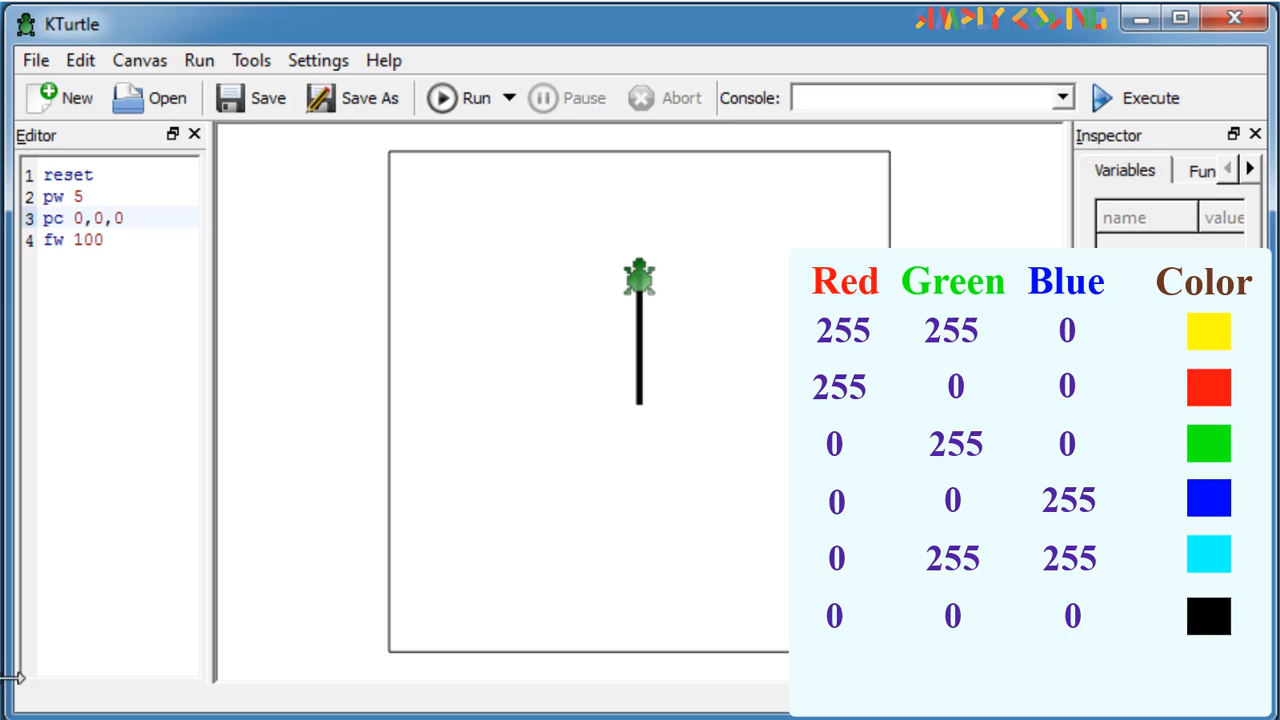 KTurtle
SIMPLY CODING
File Edit Canvas Run Tools Settings Help
New Open Save Save As Run Pause Abort Console: Execute
Editor
Inspector
1 reset
2 pw 5
3 pc 0,0,0
4 fw 100
Variables Fun
name value
Red Green Blue Color
255 255 0
255 0 0
0 255 0
0 0 255
0 255 255
0 0 0